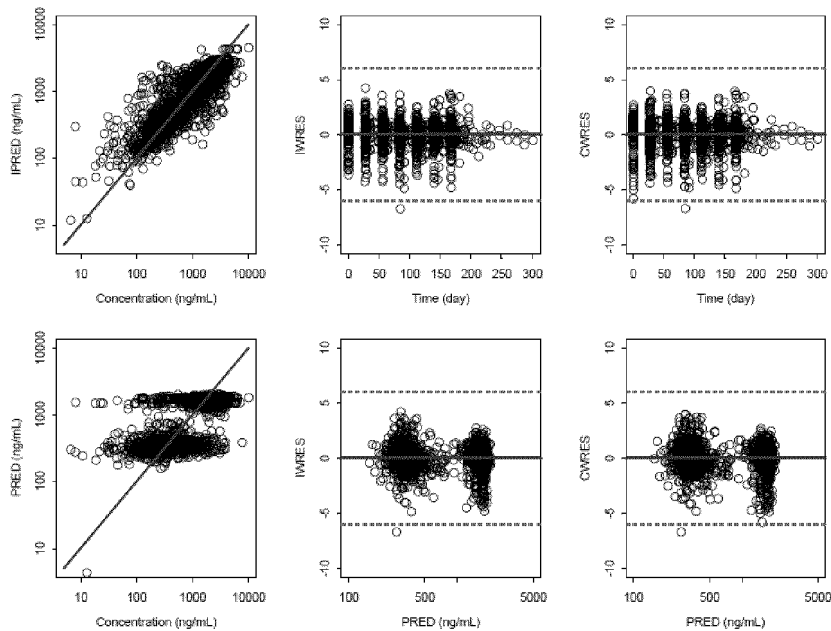 10000
1000
100
10
IPRED (ng/mL)
10 100 1000 10000
Concentration (ng/mL)
10
5
0
-5
-10
IWRES
0 50 100 150 200 250 300
Time (day)
10
5
0
-5
-10
CWRES
0 50 100 150 200 250 300
Time (day)
10000
1000
100
10
PRED (ng/mL)
10 100 1000 10000
Concentration (ng/mL)
10
5
0
-5
-10
IWRES
100 500 5000
PRED (ng/mL)
10
5
0
-5
-10
CWRES
100 500 5000
PRED (ng/mL)